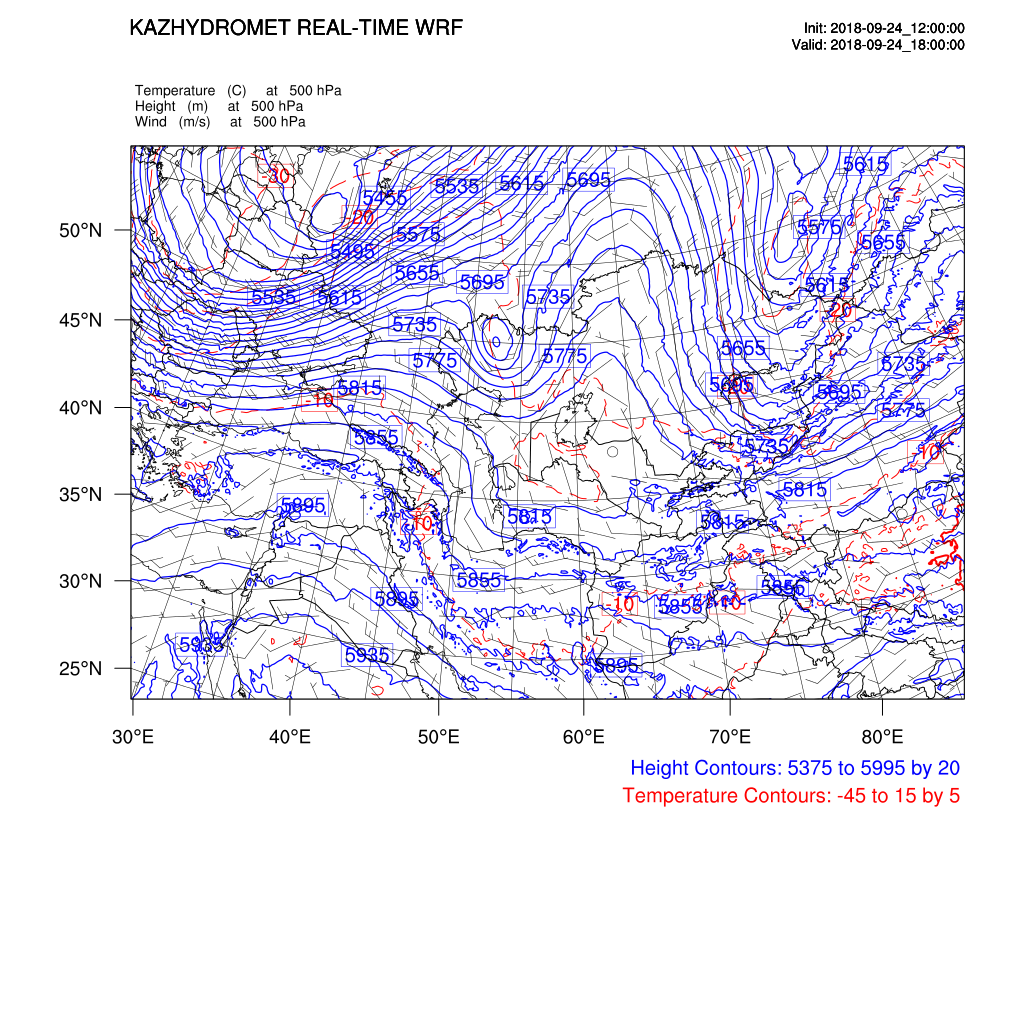 KAZHYDROMET REAL-TIME WRF
Init: 2018-09-24_12:00:00
Valid: 2018-09-24_18:00:00
Temperature (C) at 500 hPa
Height (m) at 500 hPa
Wind (m/s) at 500 hPa
5615
-30
5535 5615 5695
5455
-20
5575 5575
50°N
5495 5655
5655 5695
5615
5535 5615 5735
-20
45°N
5735
5655
5775 5775 5735
5815 5695 5695
-10
40°N
5775
5855 5735
10
35°N
5815
5895
5815 5815
10
30°N
5855 5855
5895 -10 5855 -10
5935 5935
25°N
5895
30°E 40°E 50°E 60°E 70°E 80°E
Height Contours: 5375 to 5995 by 20
Temperature Contours: -45 to 15 by 5